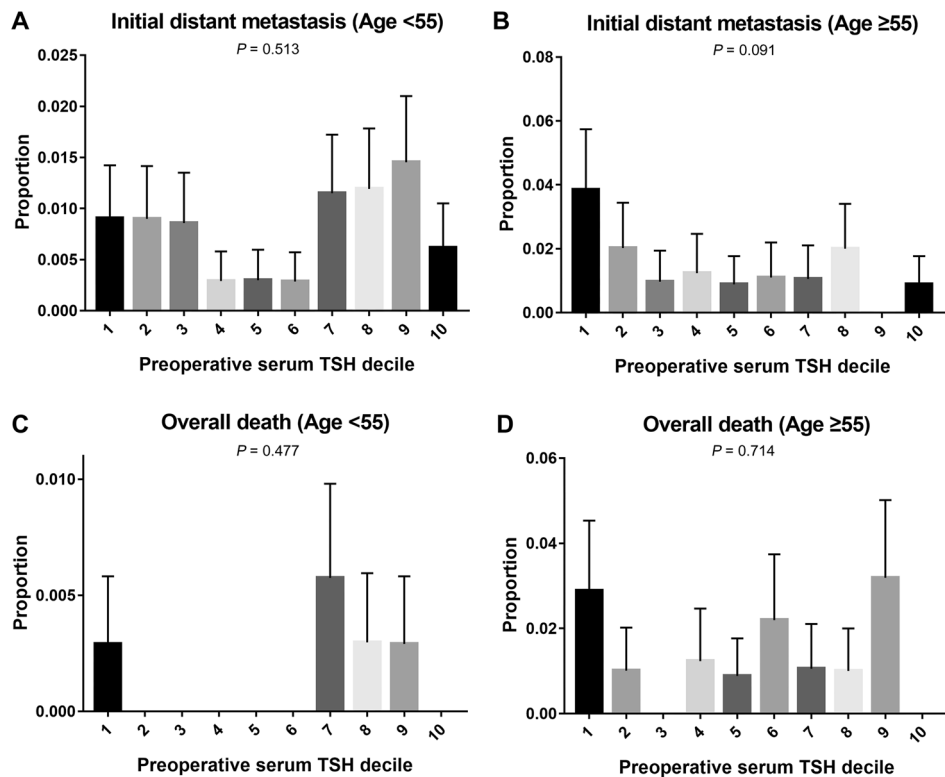 A Initial distant metastasis (Age <55)
P = 0.513
Proportion
0.025
0.020
0.015
0.010
0.005
0.000
1 2 3 4 5 6 7 8 9 10
Preoperative serum TSH decile
B Initial distant metastasis (Age ≥55)
P = 0.091
Proportion
0.08
0.06
0.04
0.02
0.00
1 2 3 4 5 6 7 8 9 10
Preoperative serum TSH decile
C Overall death (Age <55)
P = 0.477
Proportion
0.010
0.005
0.000
1 2 3 4 5 6 7 8 9 10
Preoperative serum TSH decile
D Overall death (Age ≥55)
P = 0.714
Proportion
0.06
0.04
0.02
0.00
1 2 3 4 5 6 7 8 9 10
Preoperative serum TSH decile